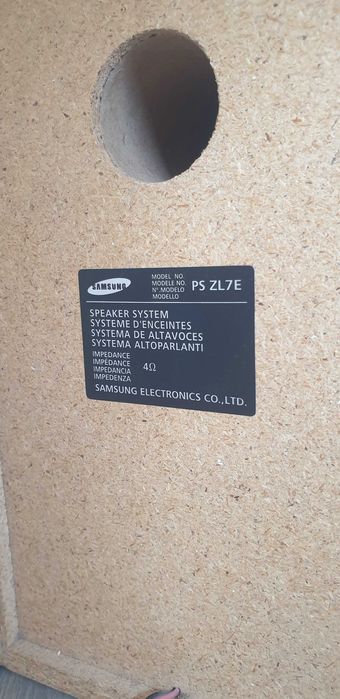 SAMSUNG
MODEL NO.
MODELE NO.
N°.MODELO
MODELLO
PS ZL7E
SPEAKER SYSTEM
SYSTEME D'ENCEINTES
SYSTEMA DE ALTAVOCES
SYSTEMA ALTOPARLANTI
IMPEDANCE
IMPEDANCE
IMPEDANCIA
IMPEDENZA
4Ω
SAMSUNG ELECTRONICS CO.,LTD.